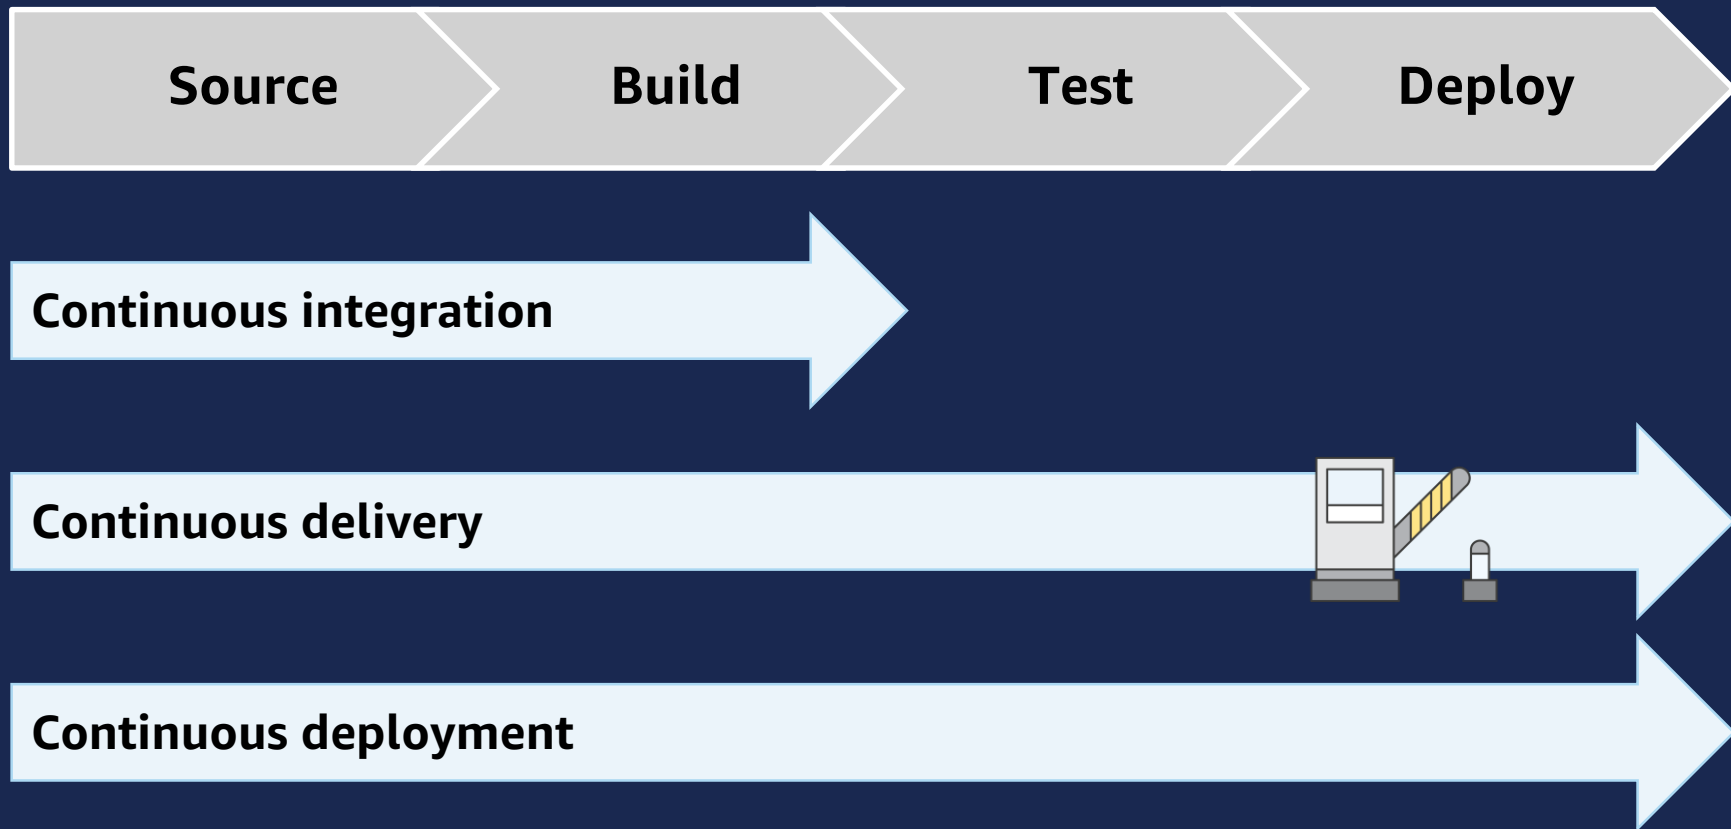 Source
Build
Test
Deploy
Continuous integration
Continuous delivery
Continuous deployment